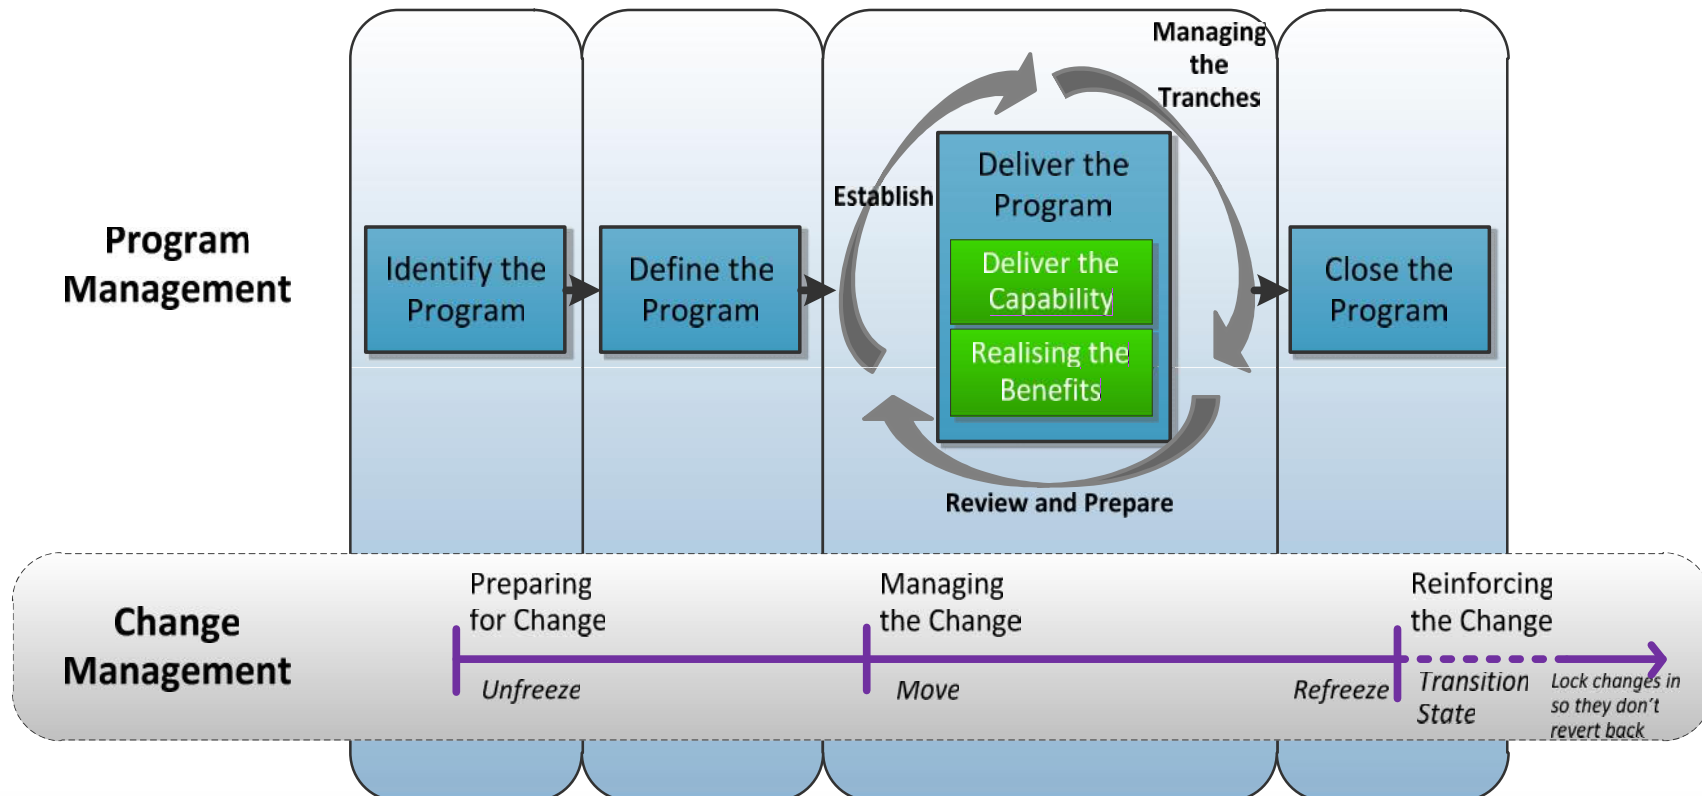 Managing
the
Tranches
Deliver the
Program
Establish
Program
Management
Identify the
Program
Define the
Program
Deliver the
Capability
Realising the
Benefits
Close the
Program
Review and Prepare
Change
Management
Preparing
for Change
Unfreeze
Managing
the Change
Move
Refreeze
Reinforcing
the Change
Transition
State
Lock changes in
so they don't
revert back